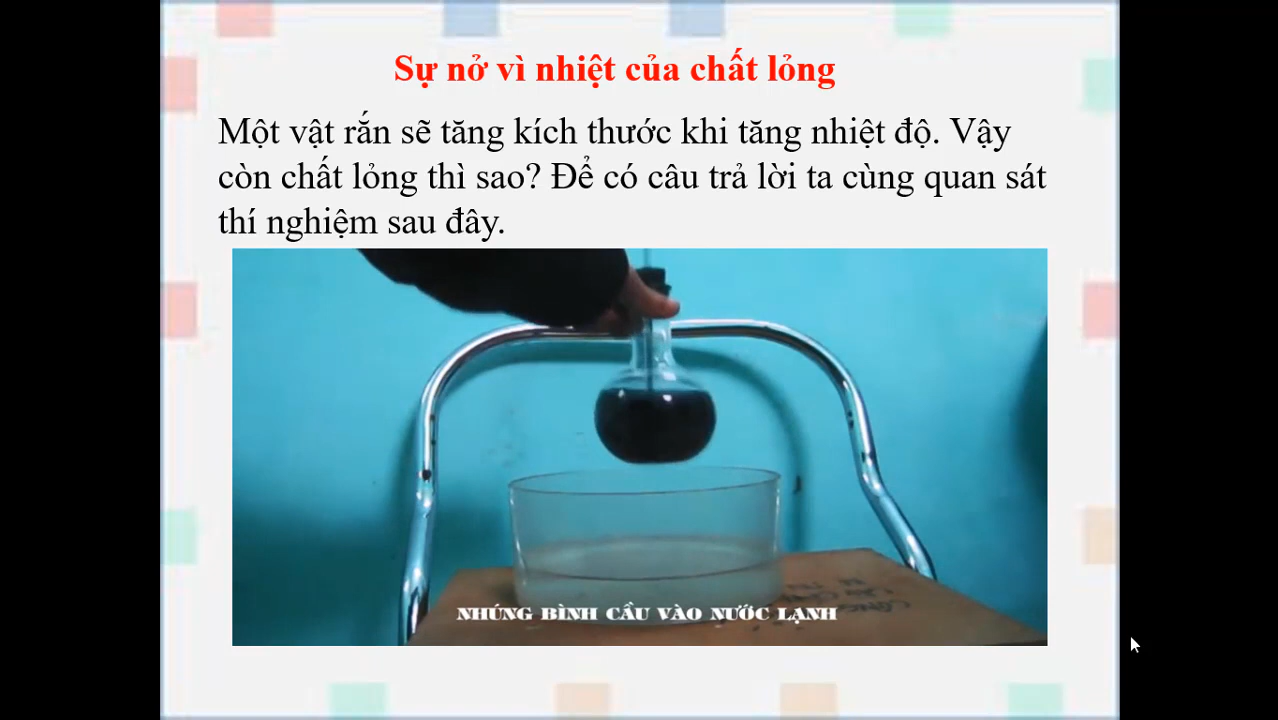 Sự nở vì nhiệt của chất lỏng
Một vật rắn sẽ tăng kích thước khi tăng nhiệt độ. Vậy
còn chất lỏng thì sao? Để có câu trả lời ta cùng quan sát
thí nghiệm sau đây.
NHÚNG BÌNH CẦU VÀO NƯỚC LẠNH